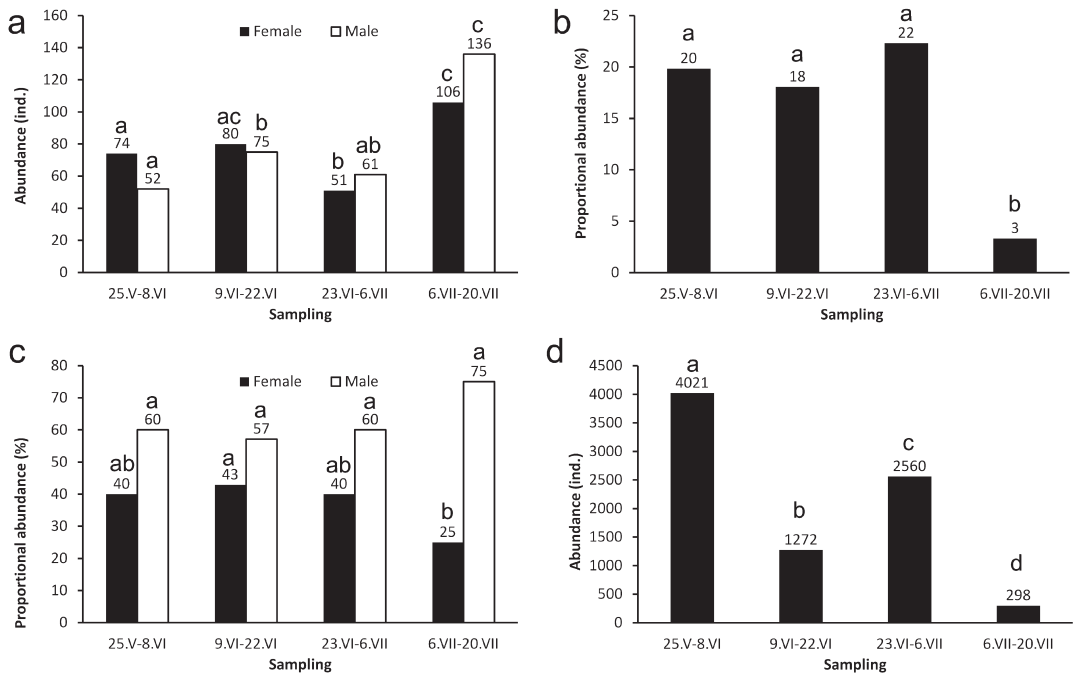 a
Abundance (ind.)
160
140
120
100
80
60
40
20
0
Female Male
a
74
a
52
ac
80
b
75
b
51
ab
61
c
106
c
136
25.V-8.VI 9.VI-22.VI 23.VI-6.VII 6.VII-20.VII
Sampling
b
Proportional abundance (%)
25
20
15
10
5
0
a
20
a
18
a
22
b
3
25.V-8.VI 9.VI-22.VI 23.VI-6.VII 6.VII-20.VII
Sampling
c
Proportional abundance (%)
80
70
60
50
40
30
20
10
0
Female Male
ab
40
a
60
a
43
a
57
ab
40
a
60
b
25
a
75
25.V-8.VI 9.VI-22.VI 23.VI-6.VII 6.VII-20.VII
Sampling
d
Abundance (ind.)
4500
4000
3500
3000
2500
2000
1500
1000
500
0
a
4021
b
1272
c
2560
d
298
25.V-8.VI 9.VI-22.VI 23.VI-6.VII 6.VII-20.VII
Sampling